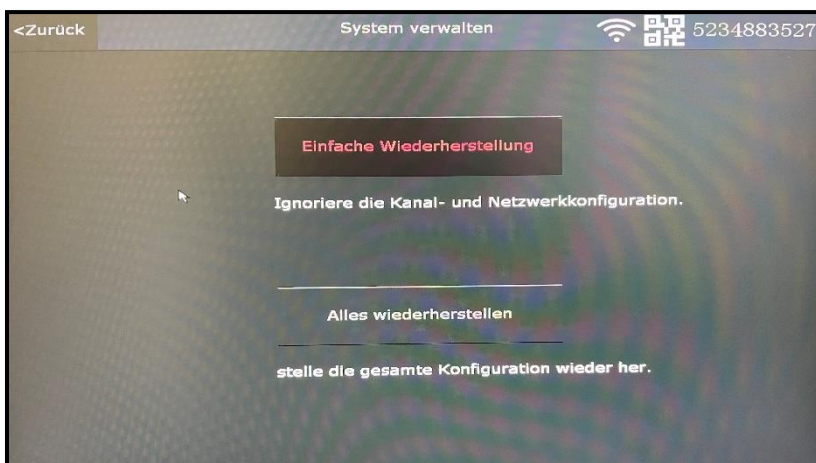 <Zurück
System verwalten
5234883527
Einfache Wiederherstellung
Ignoriere die Kanal- und Netzwerkkonfiguration.
Alles wiederherstellen
stelle die gesamte Konfiguration wieder her.